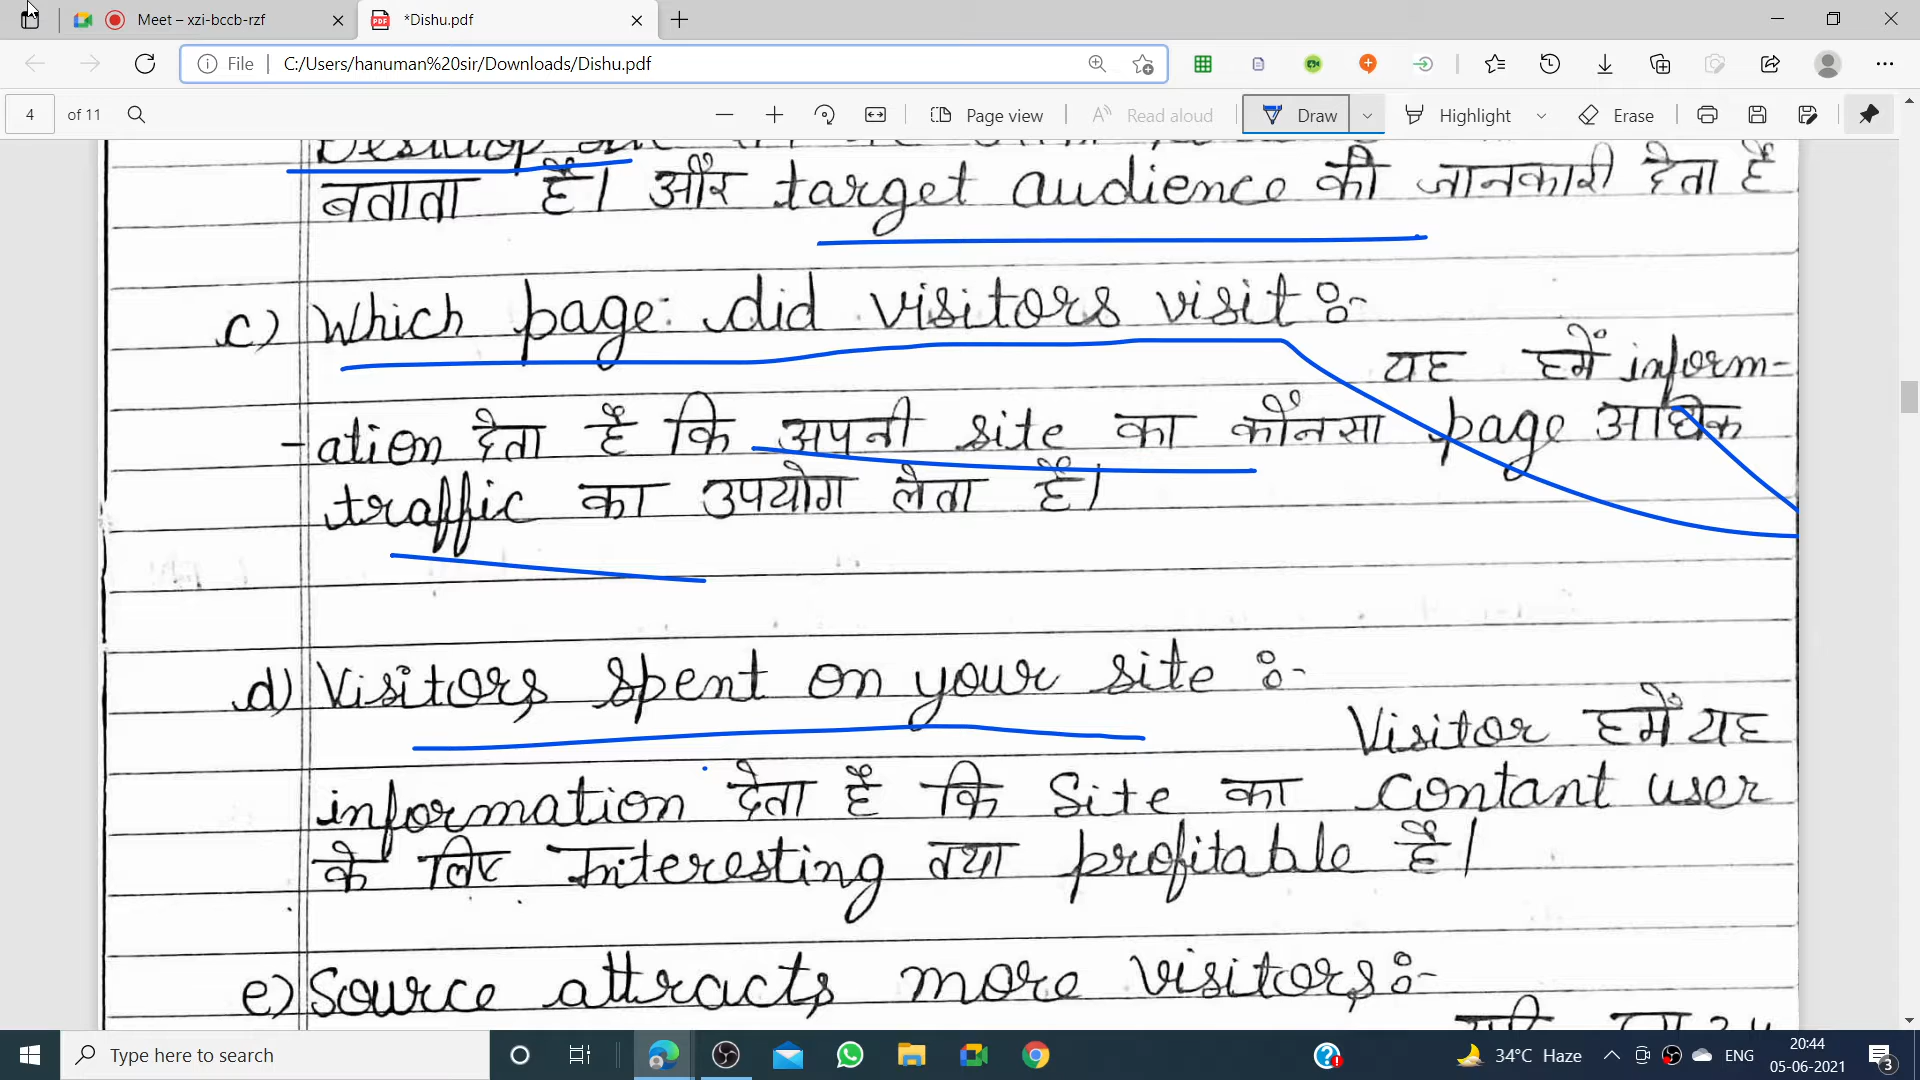 Meet – xzi-bccb-rzf
*Dishu.pdf
File
C:/Users/hanuman%20sir/Downloads/Dishu.pdf
4 of 11
Page view
Read aloud
Draw
Highlight
Erase
बताता है। और target audience की जानकारी देता है
c) Which page: did visitors visit :-
यह हमें inform-
-ation देता है कि अपनी site का कौनसा page अधिक
traffic का उपयोग लेता है।
d) Visitors spent on your site :-
Visitor हमें यह
information देता है कि Site का contant user
के लिए Interesting तथा profitable है।
e) Source attracts more visitors :-
Type here to search
34°C Haze
ENG
20:44
05-06-2021
3